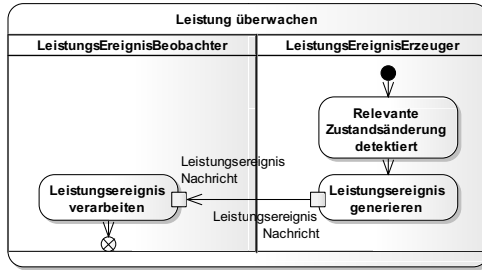 Leistung überwachen
LeistungsEreignisBeobachter
LeistungsEreignisErzeuger
Relevante
Zustandsänderung
detektiert
Leistungsereignis
Nachricht
Leistungsereignis
verarbeiten
Leistungsereignis
generieren
Leistungsereignis
Nachricht